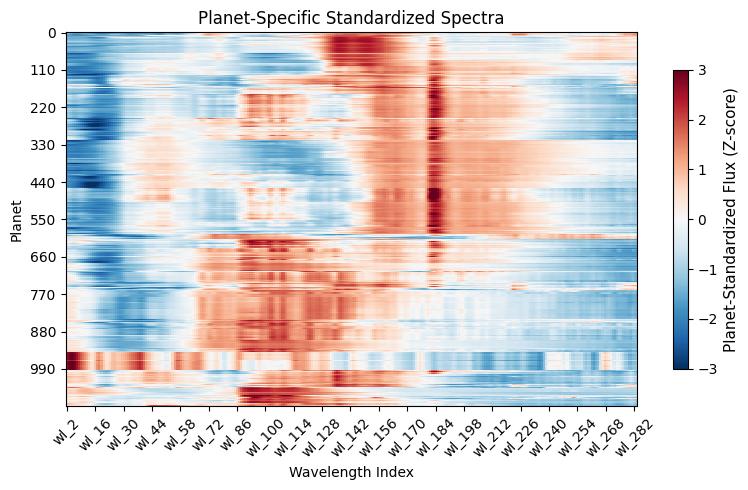 Planet-Specific Standardized Spectra
0
110
220
330
440
550
660
770
880
990
Planet
wl_2
wl_16
wl_30
wl_44
wl_58
wl_72
wl_86
wl_100
wl_114
wl_128
wl_142
wl_156
wl_170
wl_184
wl_198
wl_212
wl_226
wl_240
wl_254
wl_268
wl_282
Wavelength Index
3
2
1
0
−1
−2
−3
Planet-Standardized Flux (Z-score)